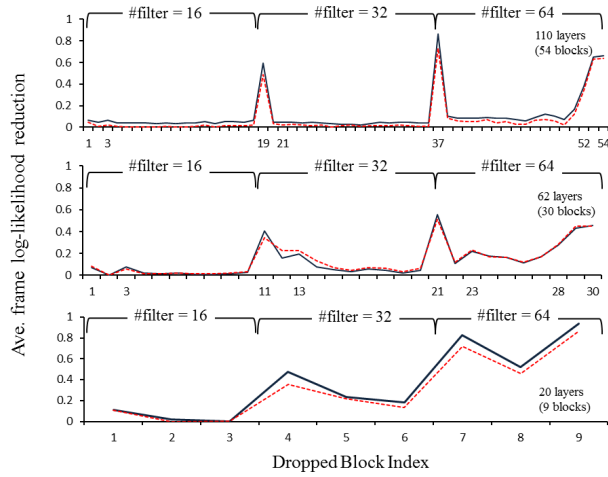 Ave. frame log-likelihood reduction
#filter = 16 #filter = 32 #filter = 64
1
0.8
0.6
0.4
0.2
0
110 layers
(54 blocks)
1 3 19 21 37 52 54
#filter = 16 #filter = 32 #filter = 64
1
0.8
0.6
0.4
0.2
0
62 layers
(30 blocks)
1 3 11 13 21 23 28 30
#filter = 16 #filter = 32 #filter = 64
1
0.8
0.6
0.4
0.2
0
20 layers
(9 blocks)
1 2 3 4 5 6 7 8 9
Dropped Block Index